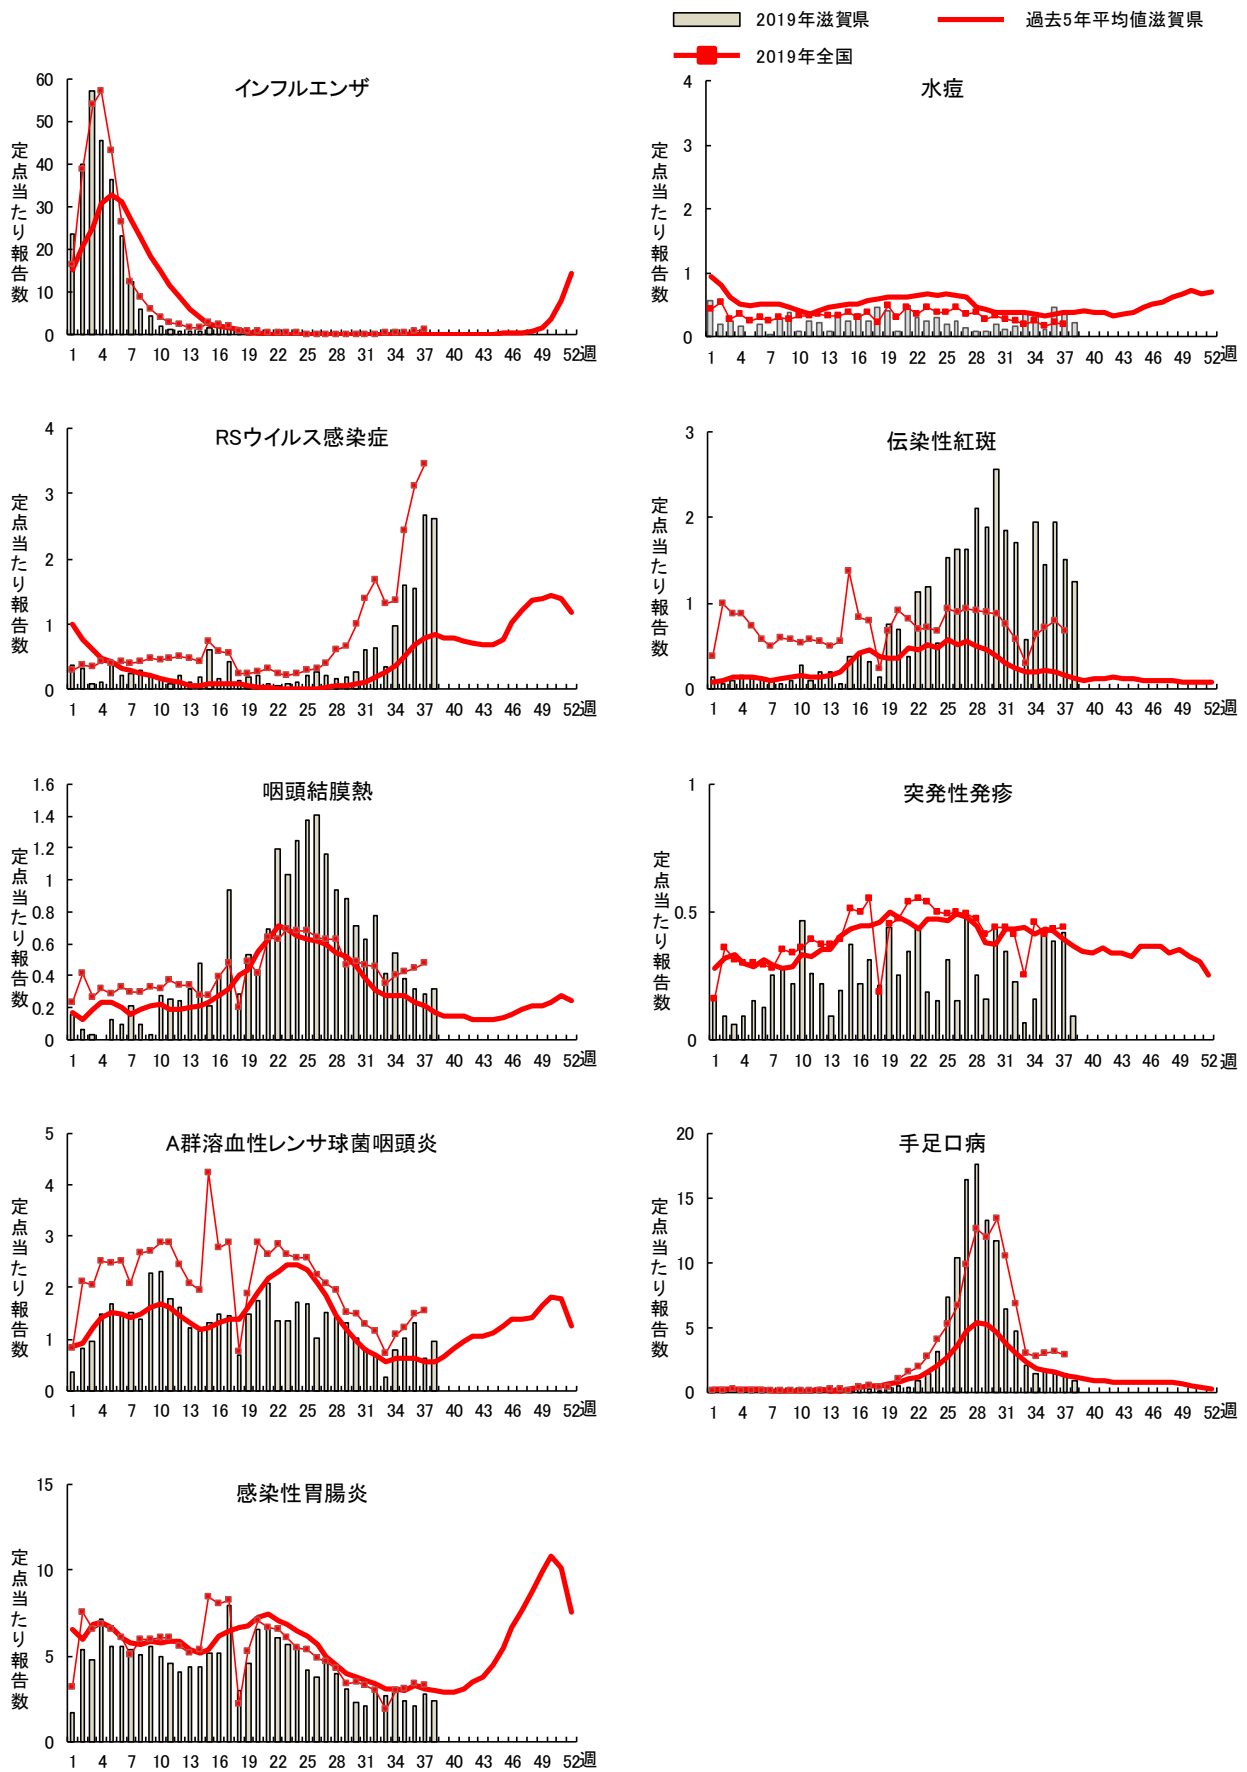 2019年滋賀県
過去5年平均値滋賀県
2019年全国
インフルエンザ
定点当たり報告数
60
50
40
30
20
10
0
1 4 7 10 13 16 19 22 25 28 31 34 37 40 43 46 49 52週
水痘
定点当たり報告数
4
3
2
1
0
1 4 7 10 13 16 19 22 25 28 31 34 37 40 43 46 49 52週
RSウイルス感染症
定点当たり報告数
4
3
2
1
0
1 4 7 10 13 16 19 22 25 28 31 34 37 40 43 46 49 52週
伝染性紅斑
定点当たり報告数
3
2
1
0
1 4 7 10 13 16 19 22 25 28 31 34 37 40 43 46 49 52週
咽頭結膜熱
定点当たり報告数
1.6
1.4
1.2
1
0.8
0.6
0.4
0.2
0
1 4 7 10 13 16 19 22 25 28 31 34 37 40 43 46 49 52週
突発性発疹
定点当たり報告数
1
0.5
0
1 4 7 10 13 16 19 22 25 28 31 34 37 40 43 46 49 52週
A群溶血性レンサ球菌咽頭炎
定点当たり報告数
5
4
3
2
1
0
1 4 7 10 13 16 19 22 25 28 31 34 37 40 43 46 49 52週
手足口病
定点当たり報告数
20
15
10
5
0
1 4 7 10 13 16 19 22 25 28 31 34 37 40 43 46 49 52週
感染性胃腸炎
定点当たり報告数
15
10
5
0
1 4 7 10 13 16 19 22 25 28 31 34 37 40 43 46 49 52週